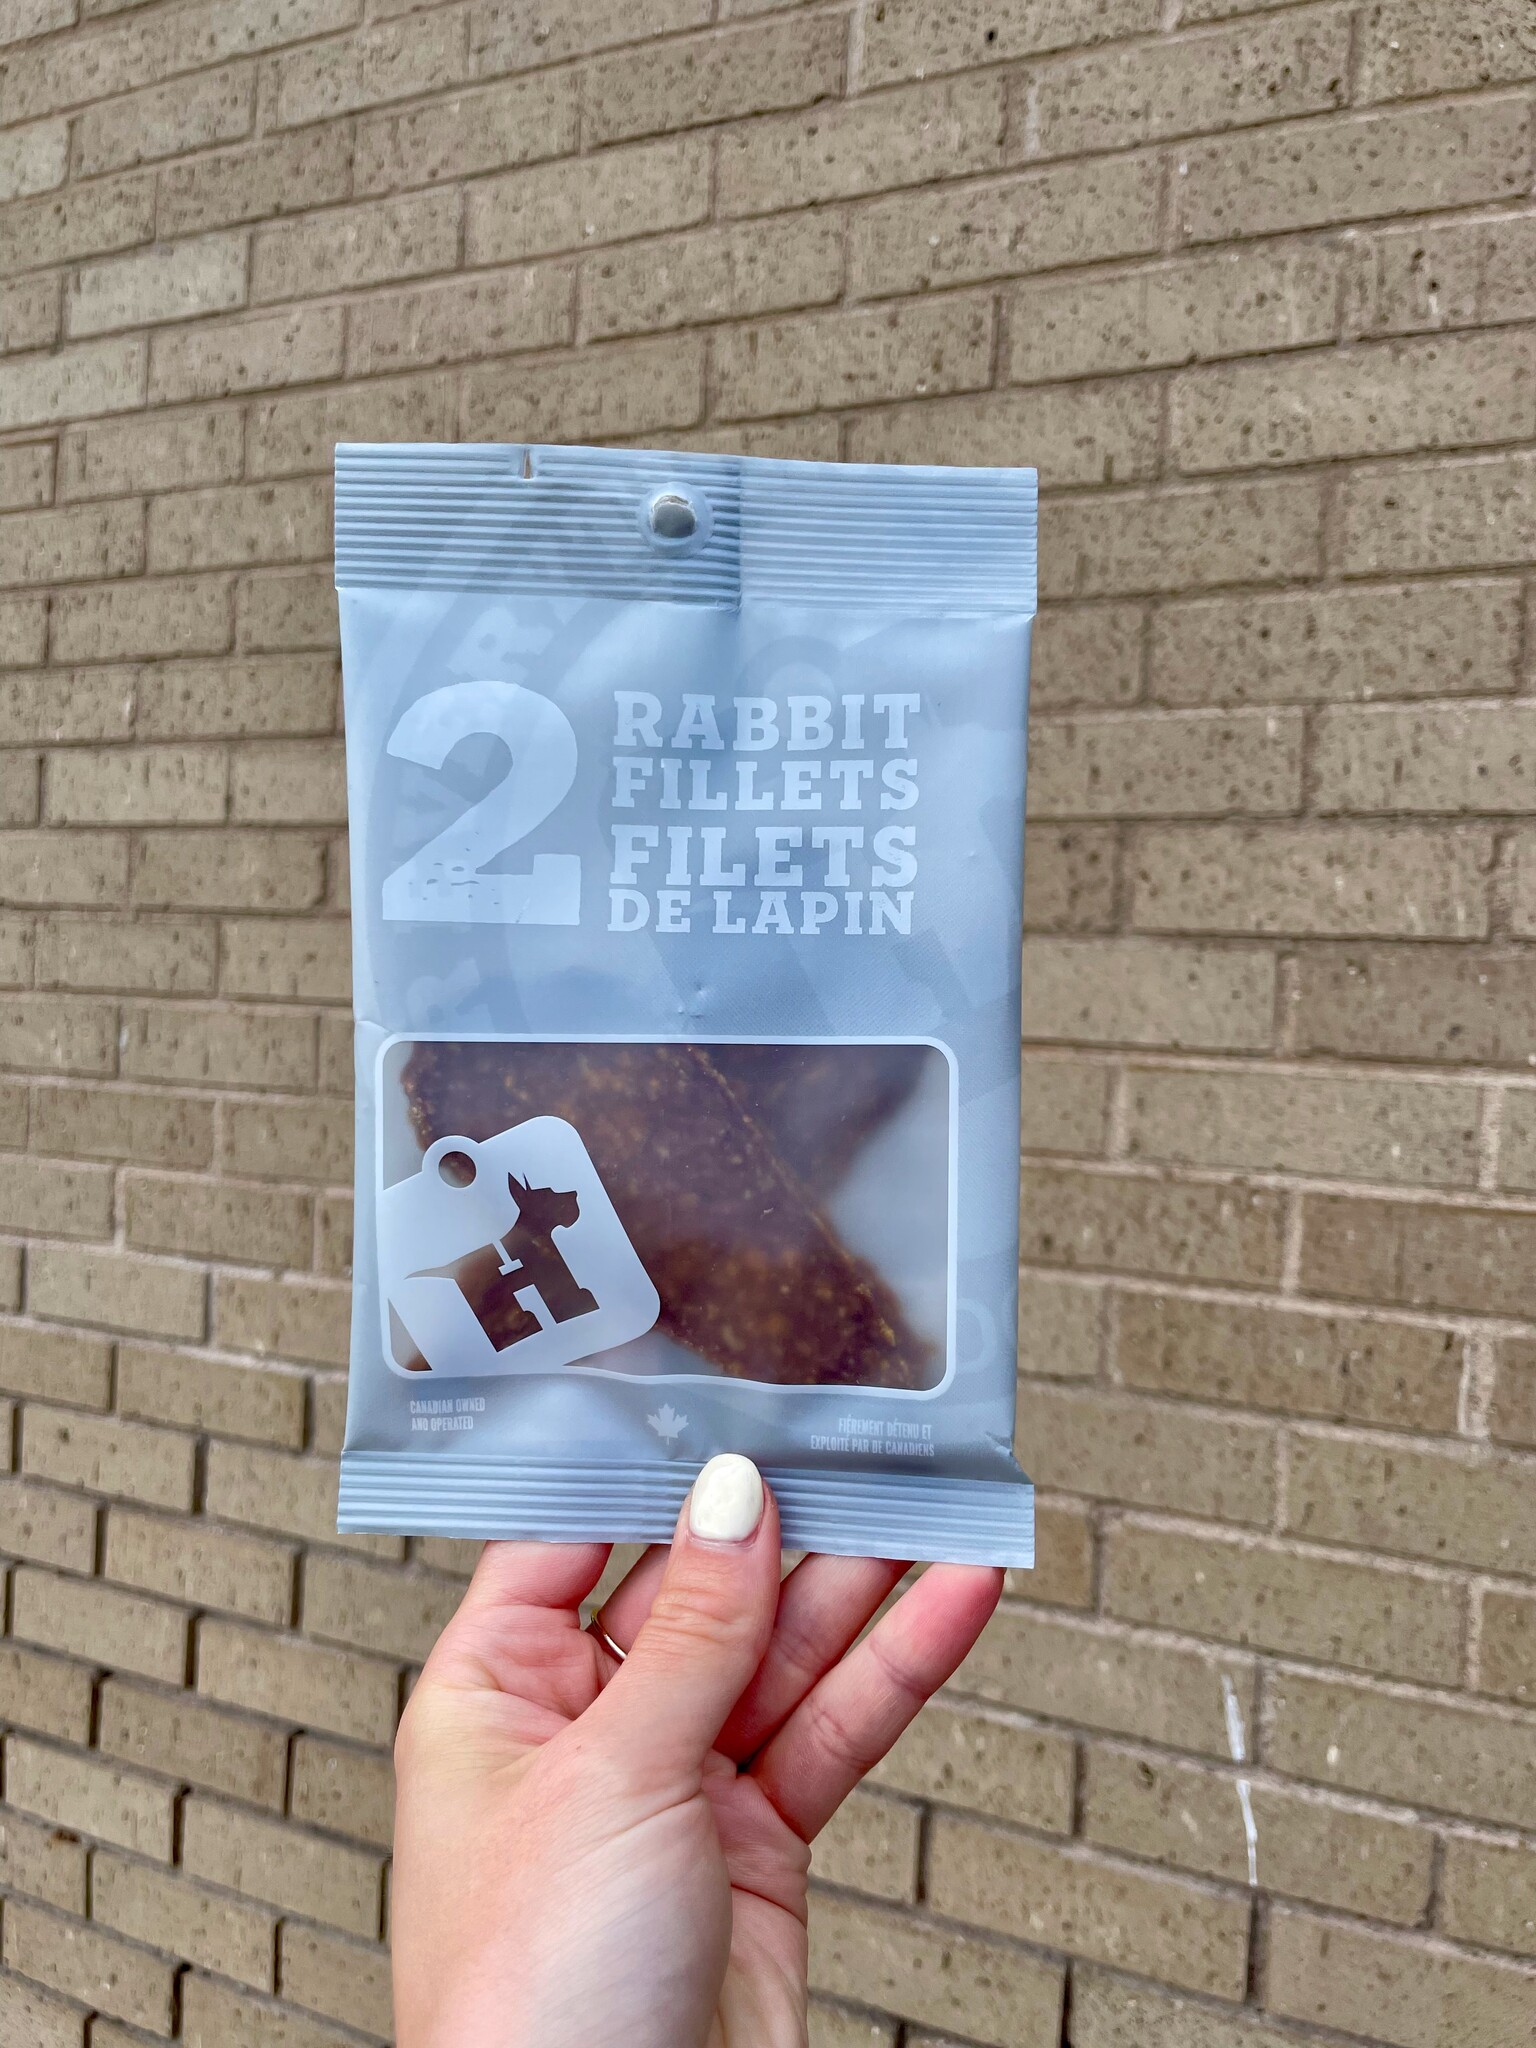 2
RABBIT
FILLETS
FILETS
DE LAPIN
H
CANADIAN OWNED
AND OPERATED
FIÈREMENT DÉTENU ET
EXPLOITÉ PAR DE CANADIENS